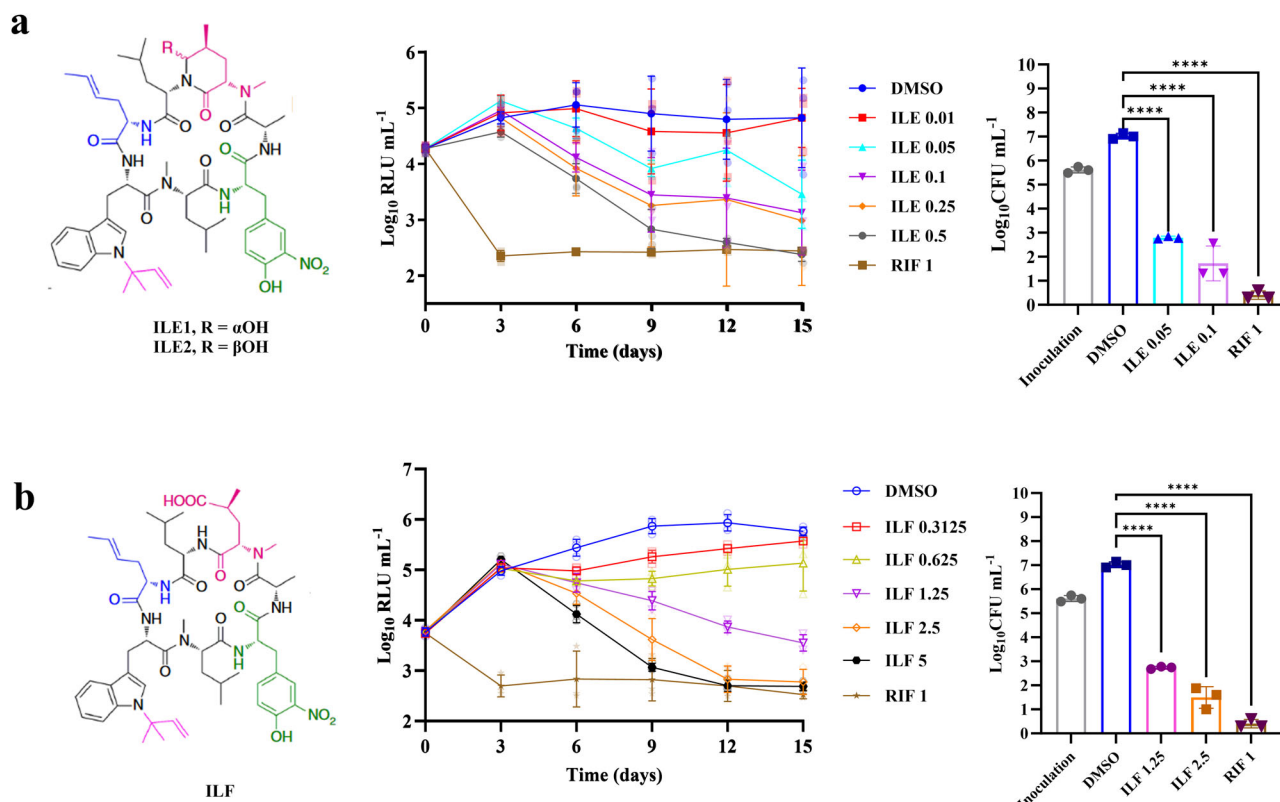 a
R
N
O
N
O
N
O
NH
O
O
NH
O
N
O
NH
O
N
NO₂
OH
ILE1, R = αOH
ILE2, R = βOH
Log₁₀ RLU mL⁻¹
6
5
4
3
2
0 3 6 9 12 15
Time (days)
DMSO
ILE 0.01
ILE 0.05
ILE 0.1
ILE 0.25
ILE 0.5
RIF 1
Log₁₀CFU mL⁻¹
10
9
8
7
6
5
4
3
2
1
0
****
****
****
Inoculation
DMSO
ILE 0.05
ILE 0.1
RIF 1
b
HOOC
NH
O
O
N
O
NH
O
NH
O
NH
O
N
O
N
H
O
N
NO₂
OH
ILF
Log₁₀ RLU mL⁻¹
7
6
5
4
3
2
0 3 6 9 12 15
Time (days)
DMSO
ILF 0.3125
ILF 0.625
ILF 1.25
ILF 2.5
ILF 5
RIF 1
Log₁₀CFU mL⁻¹
10
9
8
7
6
5
4
3
2
1
0
****
****
****
Inoculation
DMSO
ILF 1.25
ILF 2.5
RIF 1